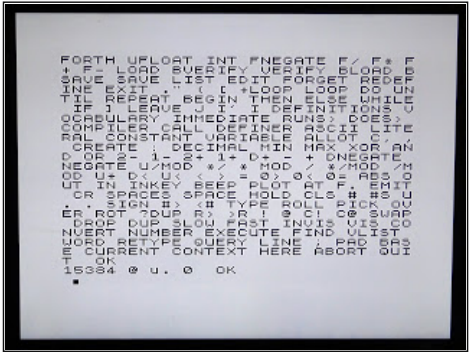 FORTH UFLOAT INT FNEGATE F/ F* F
+ F- LOAD BVERIFY VERIFY BLOAD B
SAVE SAVE LIST EDIT FORGET REDEF
INE EXIT ." ( [ +LOOP LOOP DO UN
TIL REPEAT BEGIN THEN ELSE WHILE
IF ] LEAVE J I' I DEFINITIONS V
OCABULARY IMMEDIATE RUNS> DOES>
COMPILER CALL DEFINER ASCII LITE
RAL CONSTANT VARIABLE ALLOT C, ,
CREATE : DECIMAL MIN MAX XOR AN
D OR 2- 1- 2+ 1+ D+ - + DNEGATE
NEGATE U/MOD */ * MOD / */MOD /M
OD U* D< U< < > = 0> 0< 0= ABS O
UT IN INKEY BEEP PLOT AT F. EMIT
CR SPACES SPACE HOLD CLS # #S U
. . SIGN #> <# TYPE ROLL PICK OV
ER ROT ?DUP R> >R ! @ C! C@ SWAP
DROP DUP SLOW FAST INVIS VIS CO
NVERT NUMBER EXECUTE FIND VLIST
WORD RETYPE QUERY LINE ; PAD BAS
E CURRENT CONTEXT HERE ABORT QUI
T OK
15384 @ u. 0 OK